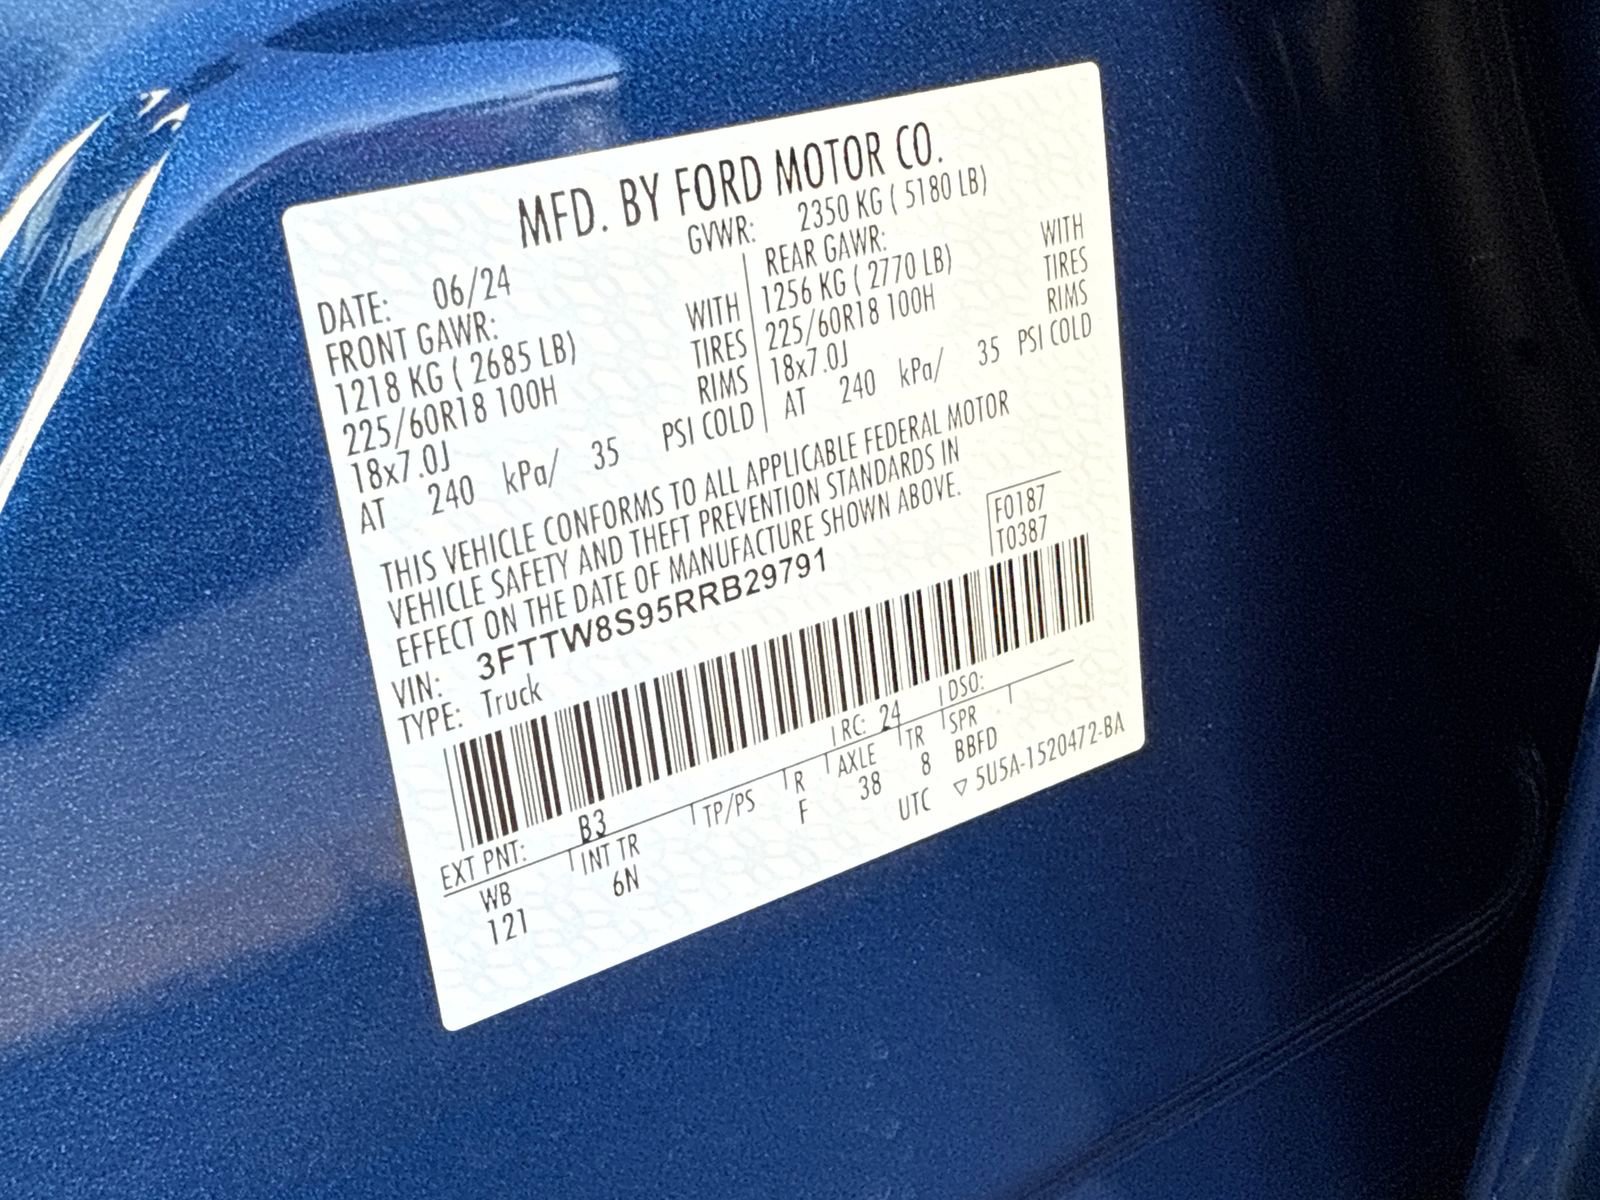 MFD. BY FORD MOTOR CO.
DATE: 06/24
GVWR: 2350 KG ( 5180 LB)
FRONT GAWR:
1218 KG ( 2685 LB) WITH
225/60R18 100H TIRES
18x7.0J RIMS
AT 240 kPa/ 35 PSI COLD
REAR GAWR:
1256 KG ( 2770 LB) WITH
225/60R18 100H TIRES
18x7.0J RIMS
AT 240 kPa/ 35 PSI COLD
THIS VEHICLE CONFORMS TO ALL APPLICABLE FEDERAL MOTOR
VEHICLE SAFETY AND THEFT PREVENTION STANDARDS IN
EFFECT ON THE DATE OF MANUFACTURE SHOWN ABOVE.
F0187
T0387
VIN: 3FTTW8S95RRB29791
TYPE: Truck
EXT PNT: B3 RC: 24 DSO:
WB INT TR TP/PS R AXLE TR SPR
121 6N F 38 8 BBFD
UTC ▽ 5U5A-1520472-BA